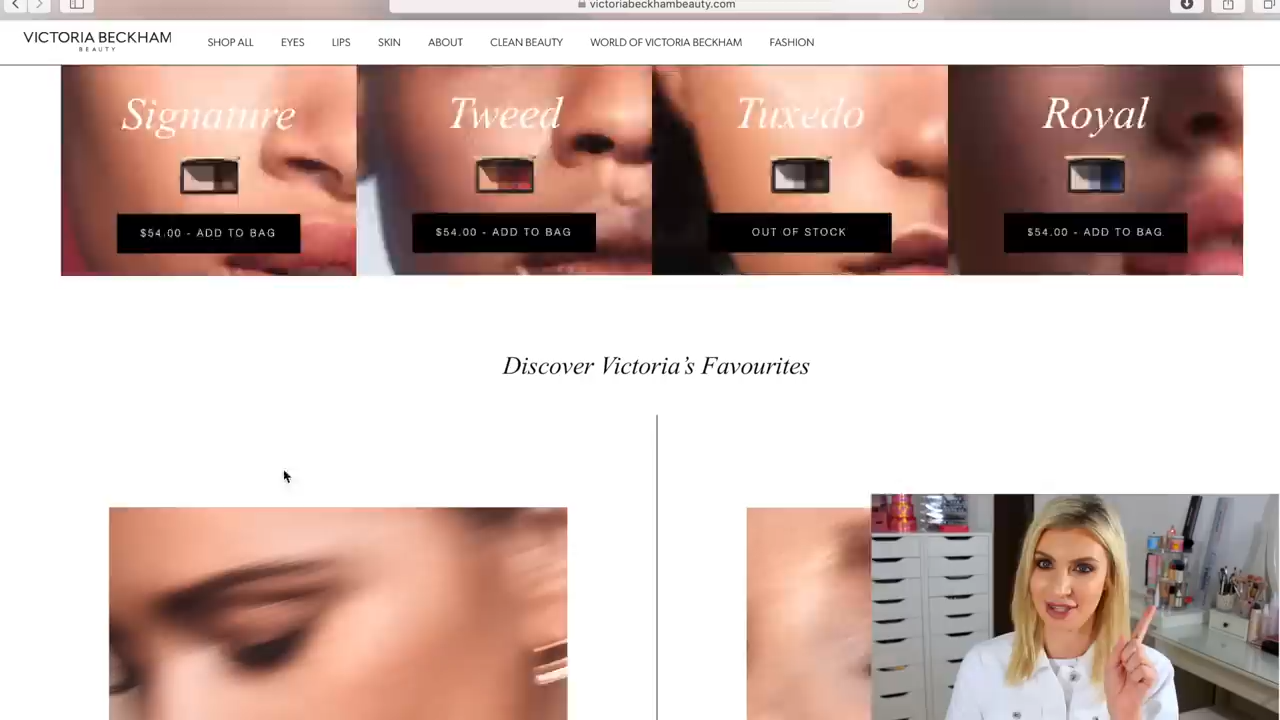 victoriabeckhambeauty.com
VICTORIA BECKHAM
BEAUTY
SHOP ALL
EYES
LIPS
SKIN
ABOUT
CLEAN BEAUTY
WORLD OF VICTORIA BECKHAM
FASHION
Signature
Tweed
Tuxedo
Royal
$54.00 - ADD TO BAG
$54.00 - ADD TO BAG
OUT OF STOCK
$54.00 - ADD TO BAG
Discover Victoria’s Favourites